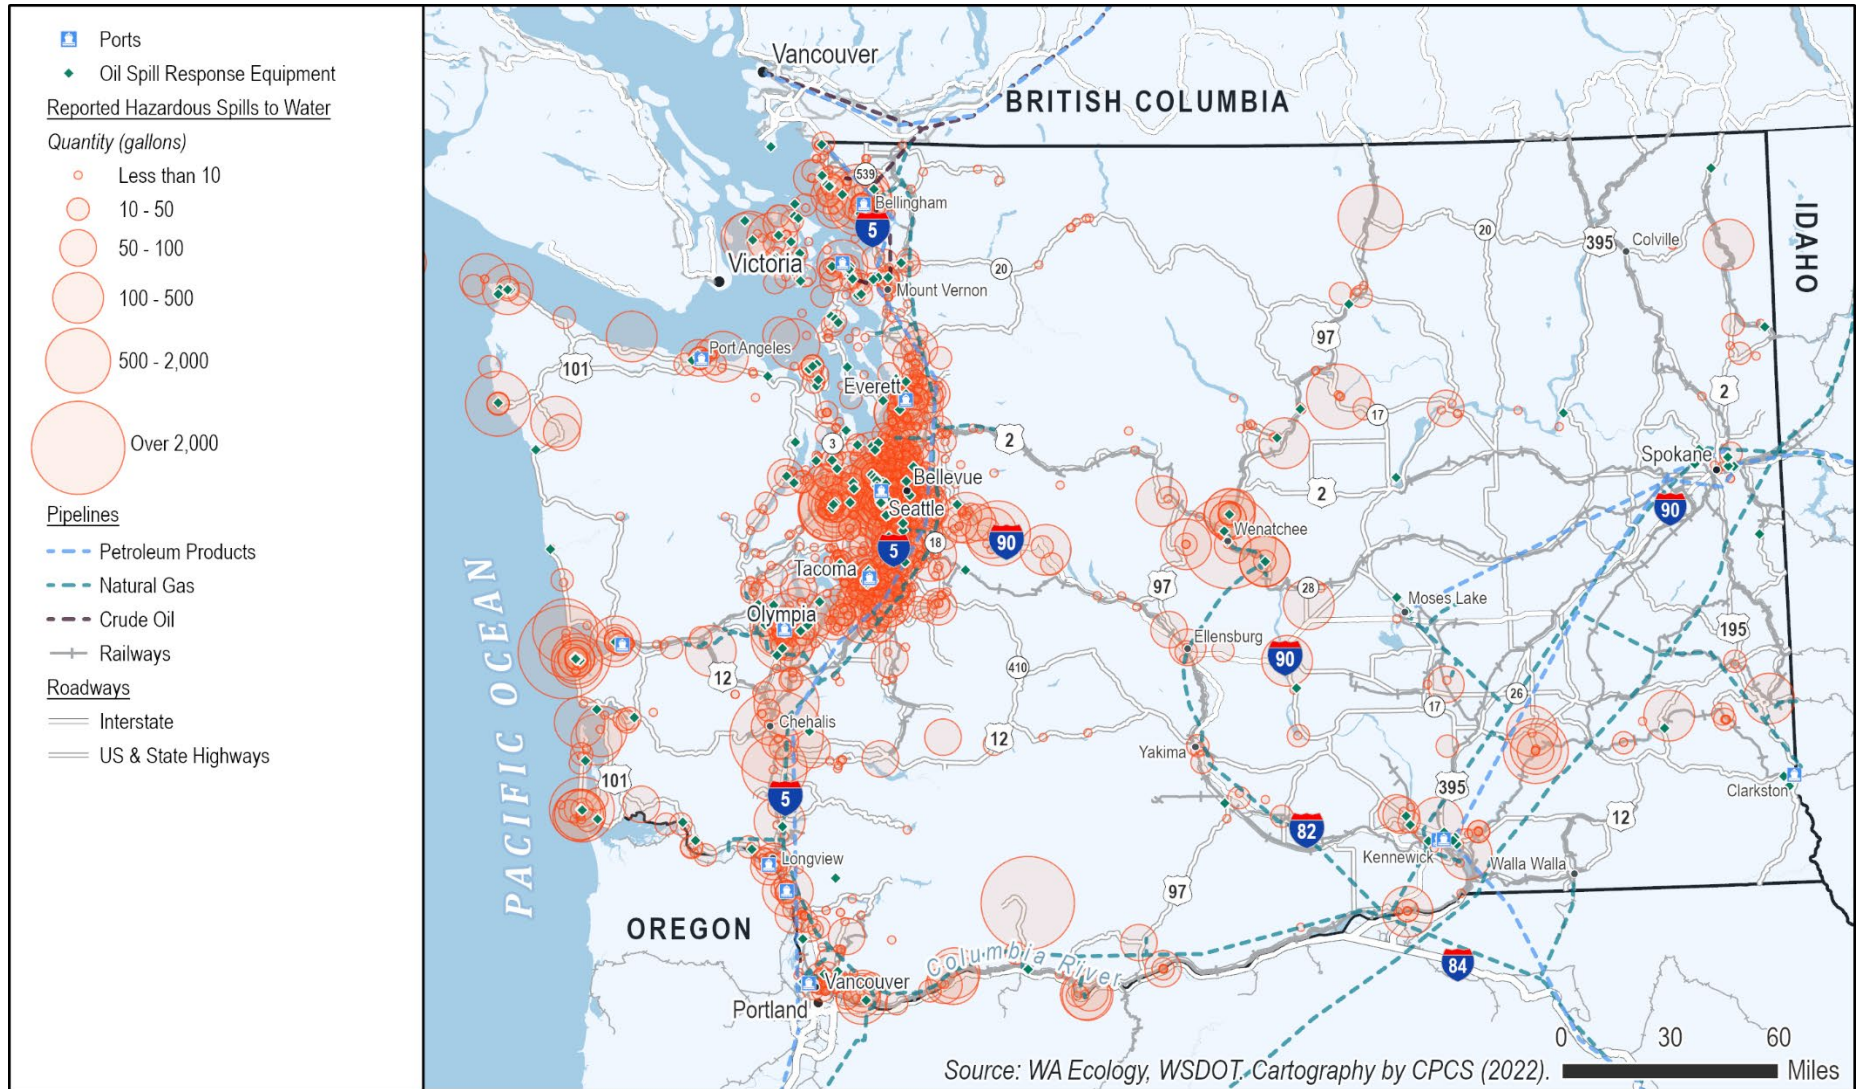 Ports
Oil Spill Response Equipment
Reported Hazardous Spills to Water
Quantity (gallons)
Less than 10
10 - 50
50 - 100
100 - 500
500 - 2,000
Over 2,000
Pipelines
Petroleum Products
Natural Gas
Crude Oil
Railways
Roadways
Interstate
US & State Highways
Vancouver
BRITISH COLUMBIA
539
Bellingham
5
IDAHO
20
395
Colville
Victoria
20
Mount Vernon
97
Port Angeles
101
Everett
2
17
3
2
Spokane
Bellevue
2
90
Seattle
Wenatchee
5
90
18
Tacoma
97
28
Moses Lake
Olympia
PACIFIC OCEAN
195
Ellensburg
90
410
12
26
17
Chehalis
12
Yakima
101
5
395
Clarkston
12
82
Longview
Kennewick
Walla Walla
97
OREGON
Columbia River
84
Vancouver
Portland
0 30 60
Source: WA Ecology, WSDOT. Cartography by CPCS (2022).
Miles